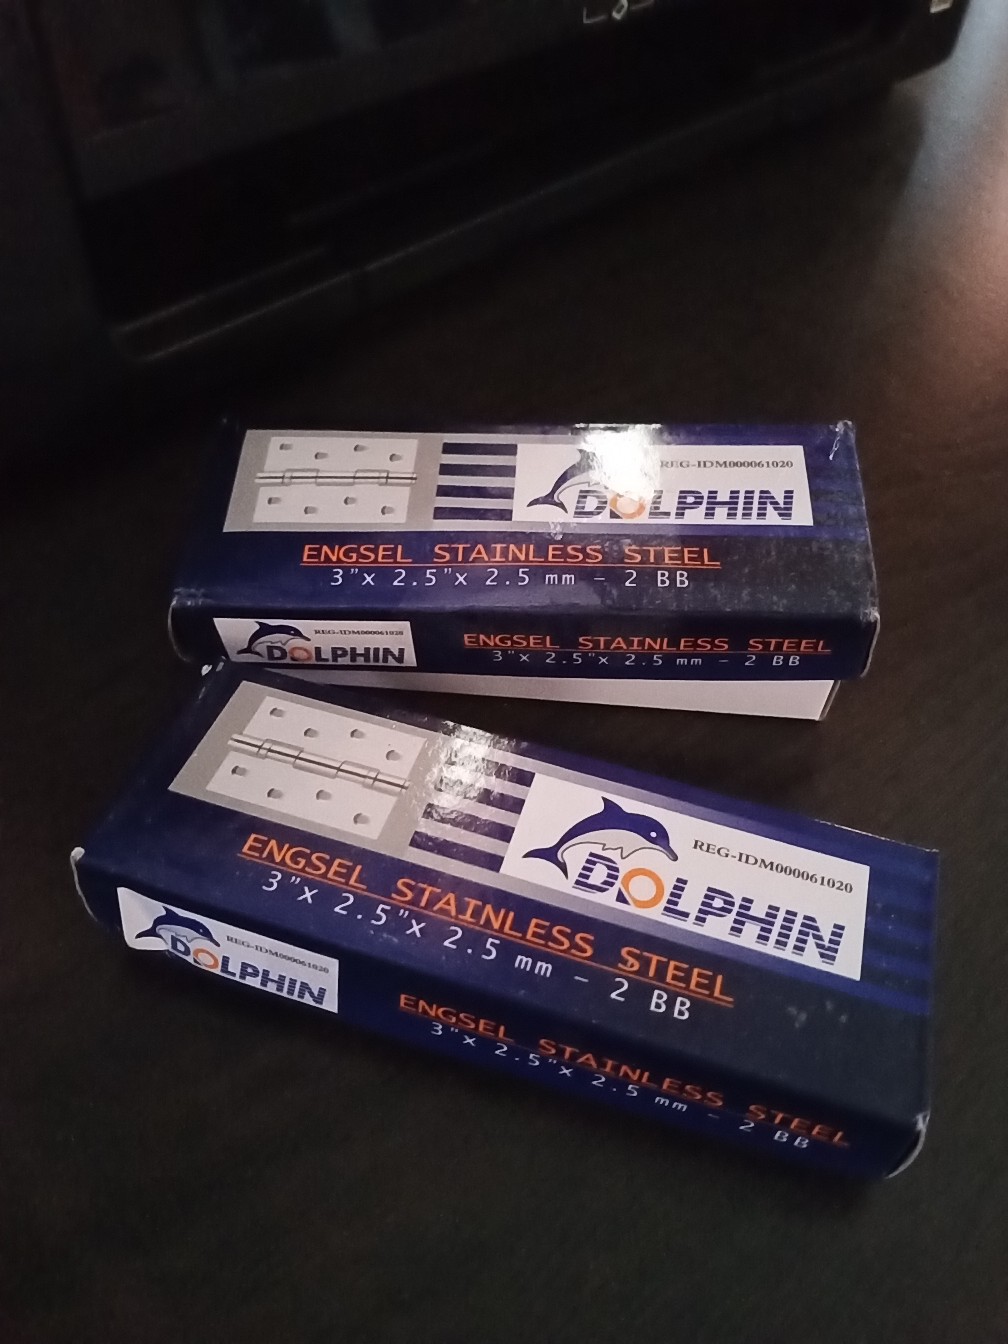 REG-IDM000061020
DOLPHIN
ENGSEL STAINLESS STEEL
3"x 2.5"x 2.5 mm - 2 BB
REG-IDM000061020
DOLPHIN
ENGSEL STAINLESS STEEL
3"x 2.5"x 2.5 mm - 2 BB
REG-IDM000061020
DOLPHIN
ENGSEL STAINLESS STEEL
3"x 2.5"x 2.5 mm - 2 BB
REG-IDM000061020
DOLPHIN
ENGSEL STAINLESS STEEL
3"x 2.5"x 2.5 mm - 2 BB